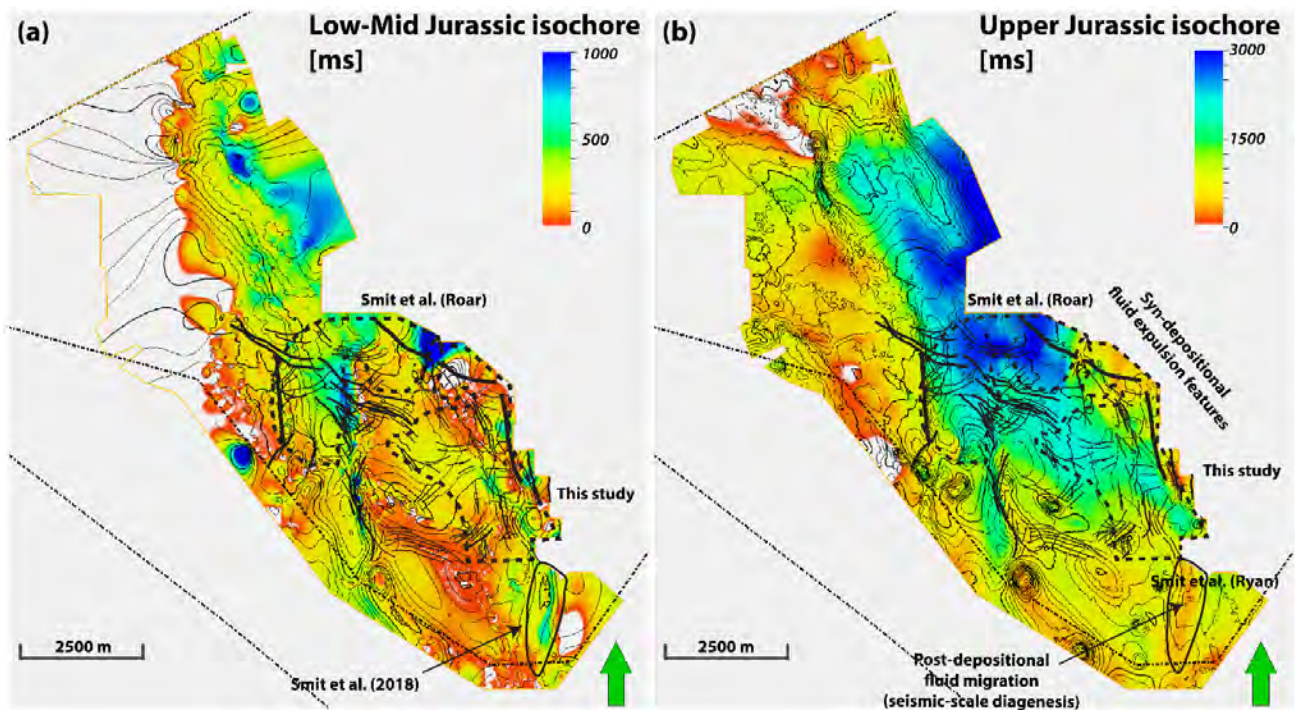 (a)
Low-Mid Jurassic isochore
[ms]
1000
500
0
Smit et al. (Roar)
This study
2500 m
Smit et al. (2018)
(b)
Upper Jurassic isochore
[ms]
3000
1500
0
Smit et al. (Roar)
Syn-depositional
fluid expulsion features
This study
Smit et al. (Ryan)
2500 m
Post-depositional
fluid migration
(seismic-scale diagenesis)